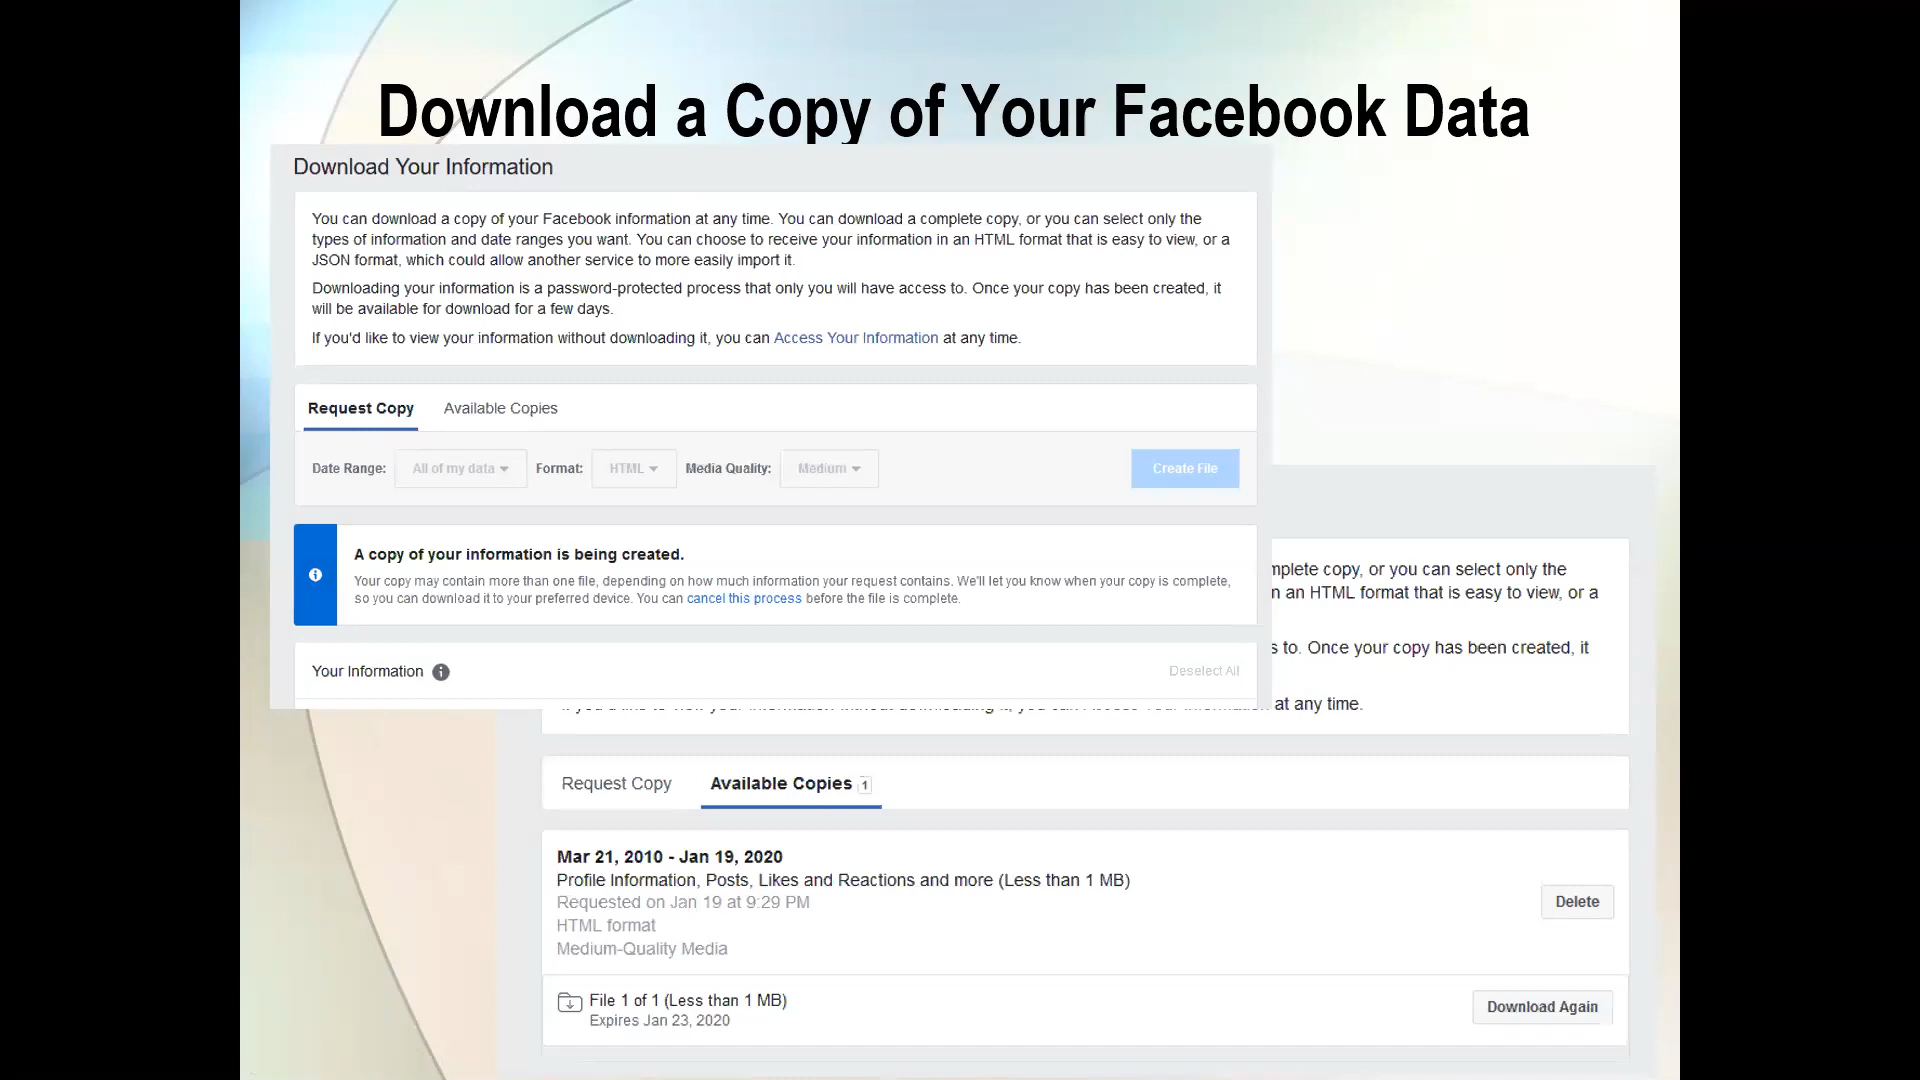 Download a Copy of Your Facebook Data
Download Your Information
You can download a copy of your Facebook information at any time. You can download a complete copy, or you can select only the
types of information and date ranges you want. You can choose to receive your information in an HTML format that is easy to view, or a
JSON format, which could allow another service to more easily import it.
Downloading your information is a password-protected process that only you will have access to. Once your copy has been created, it
will be available for download for a few days.
If you'd like to view your information without downloading it, you can Access Your Information at any time.
Request Copy Available Copies
Date Range: All of my data Format: HTML Media Quality: Medium Create File
A copy of your information is being created.
Your copy may contain more than one file, depending on how much information your request contains. We'll let you know when your copy is complete,
so you can download it to your preferred device. You can cancel this process before the file is complete.
Your Information Deselect All
mplete copy, or you can select only the
n an HTML format that is easy to view, or a
s to. Once your copy has been created, it
at any time.
Request Copy Available Copies 1
Mar 21, 2010 - Jan 19, 2020
Profile Information, Posts, Likes and Reactions and more (Less than 1 MB)
Requested on Jan 19 at 9:29 PM
HTML format
Medium-Quality Media
Delete
File 1 of 1 (Less than 1 MB)
Expires Jan 23, 2020
Download Again